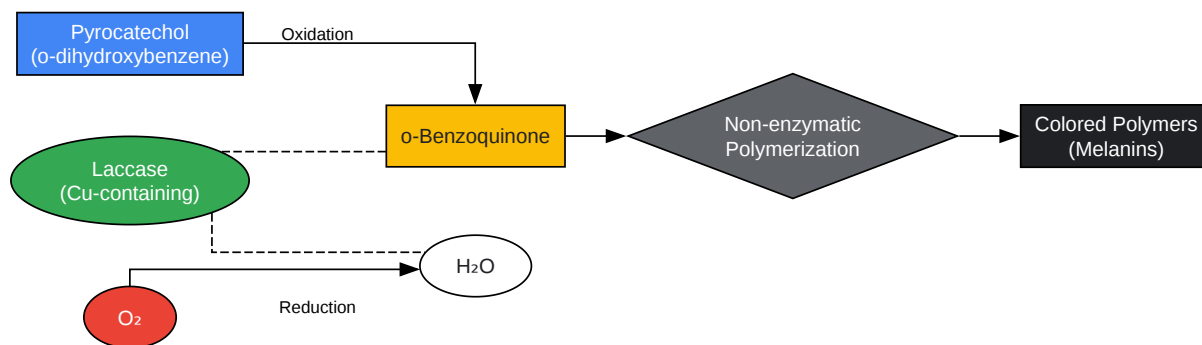 Pyrocatechol
(o-dihydroxybenzene)
Oxidation
o-Benzoquinone
Non-enzymatic
Polymerization
Colored Polymers
(Melanins)
Laccase
(Cu-containing)
H₂O
Reduction
O₂